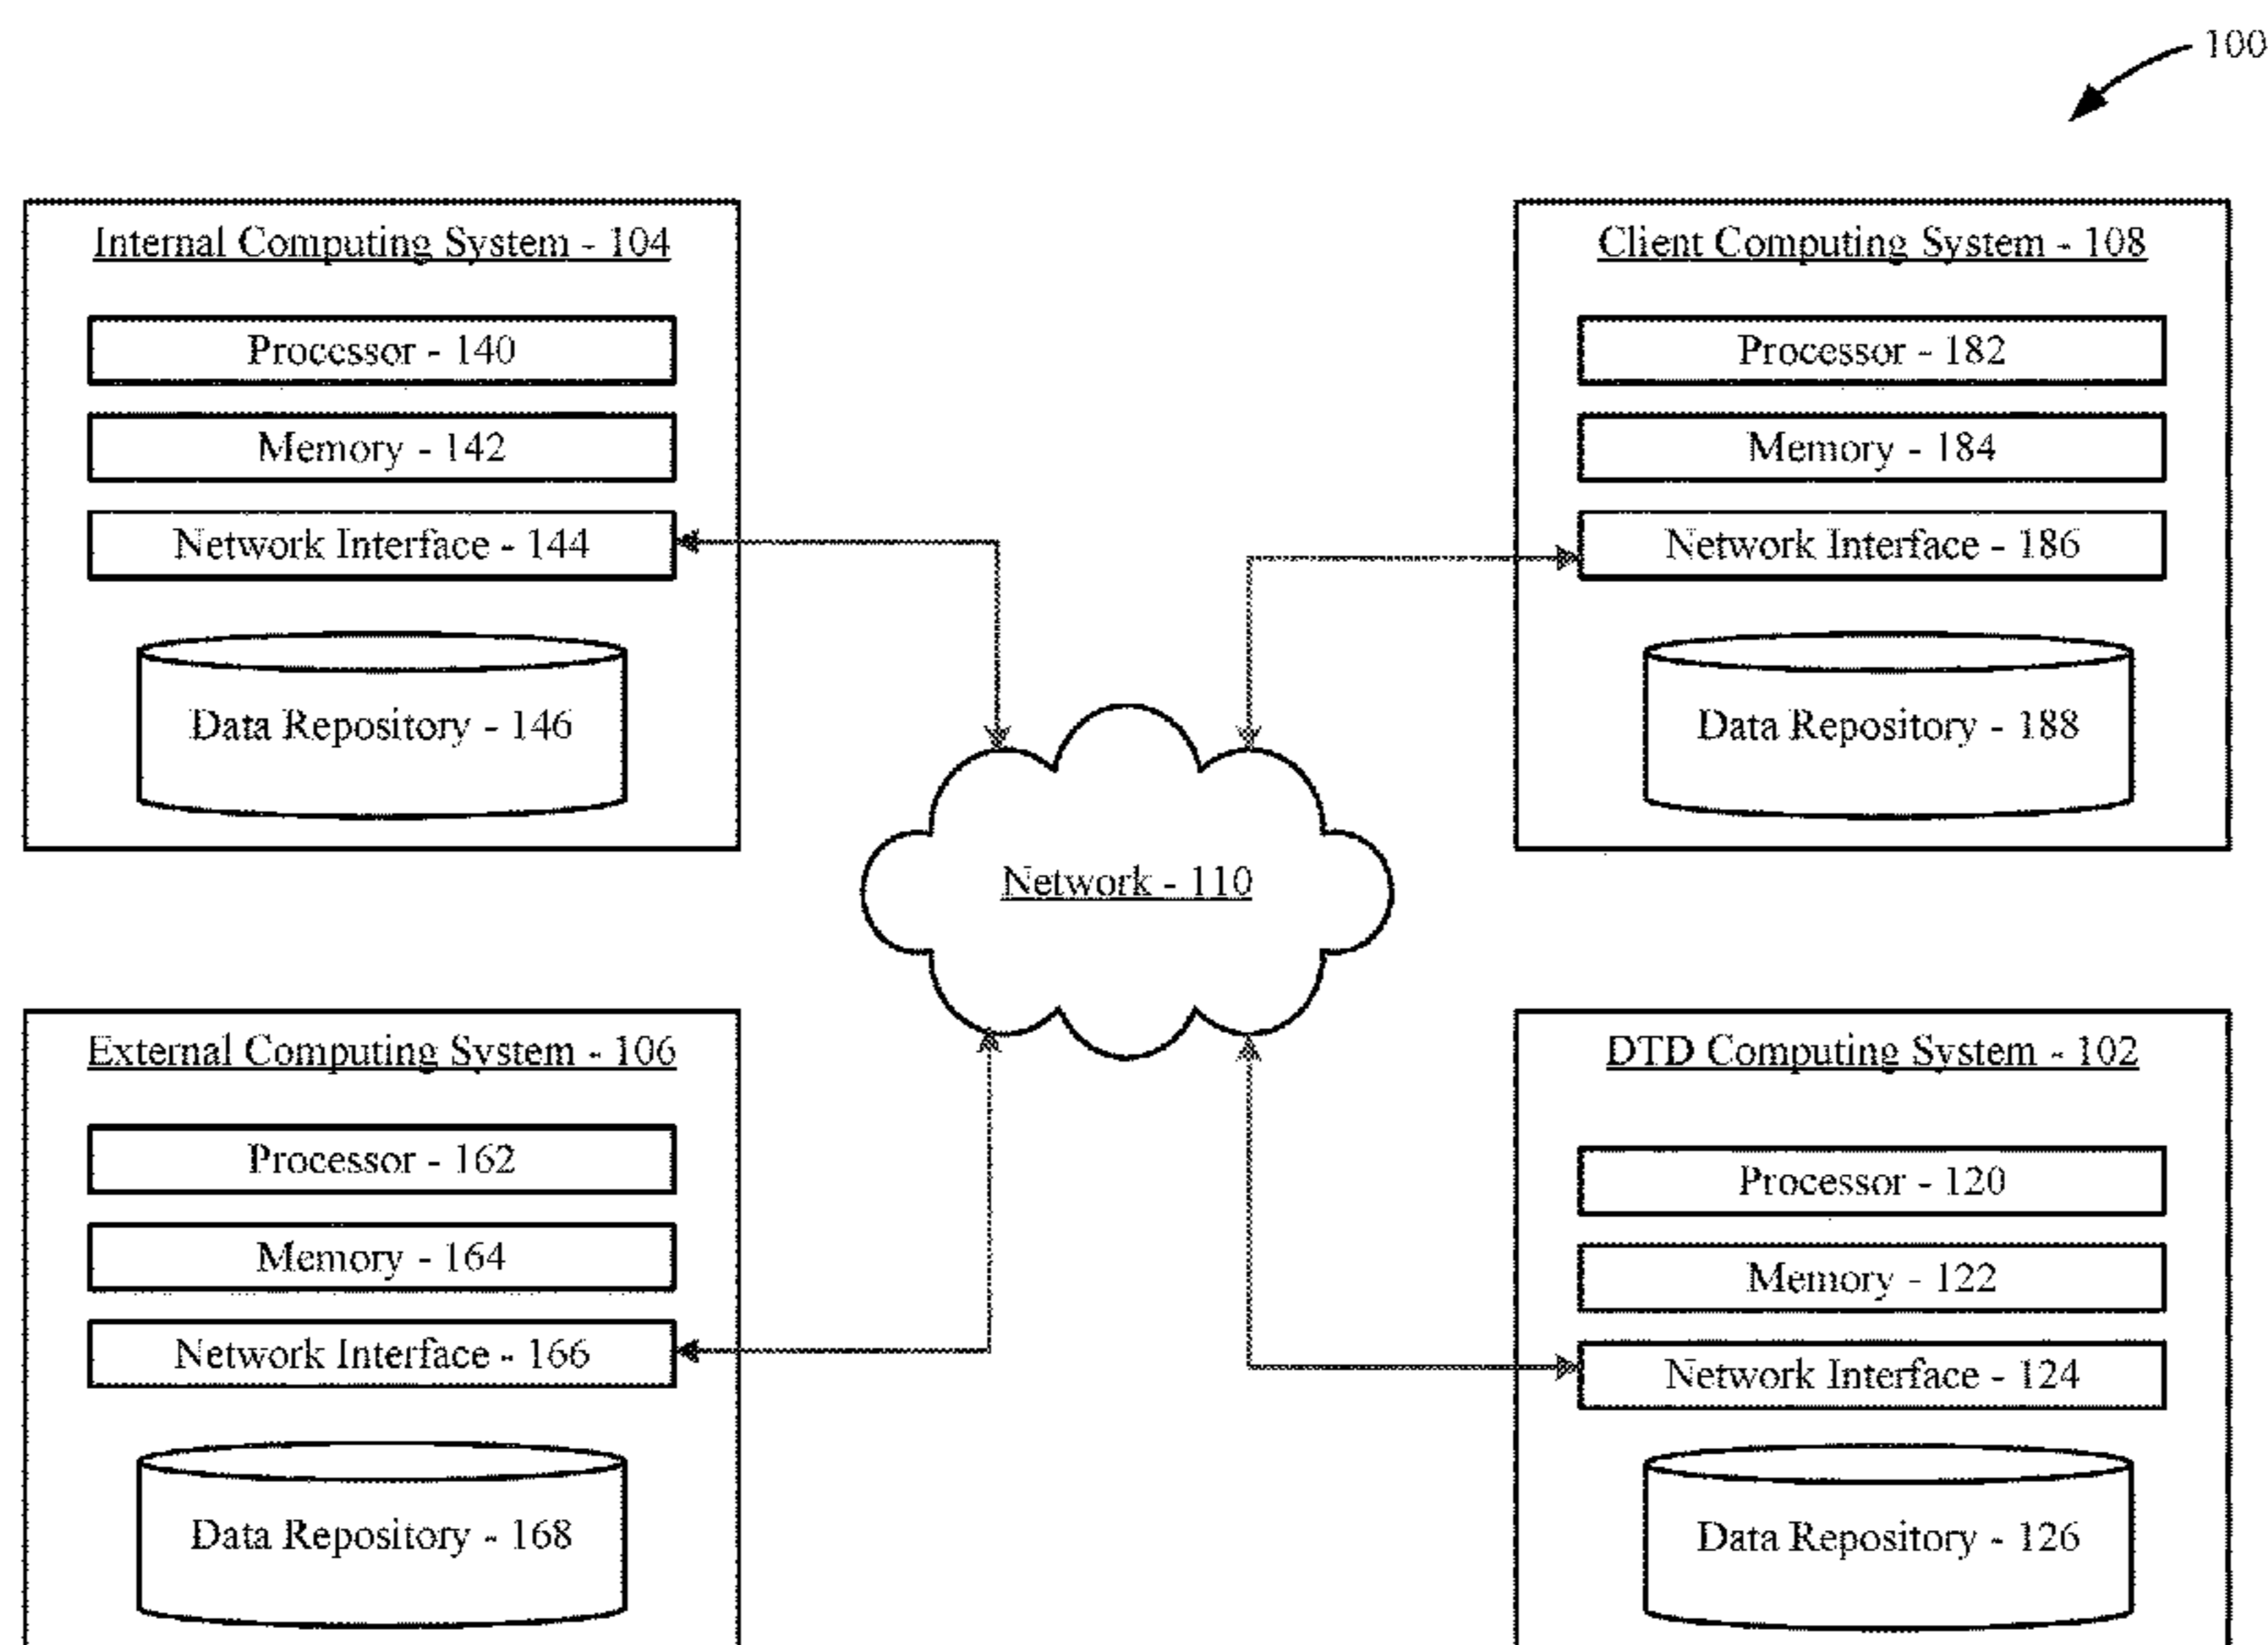 100
Internal Computing System - 104
Processor - 140
Memory - 142
Network Interface - 144
Data Repository - 146
Client Computing System - 108
Processor - 182
Memory - 184
Network Interface - 186
Data Repository - 188
Network - 110
External Computing System - 106
Processor - 162
Memory - 164
Network Interface - 166
Data Repository - 168
DTD Computing System - 102
Processor - 120
Memory - 122
Network Interface - 124
Data Repository - 126